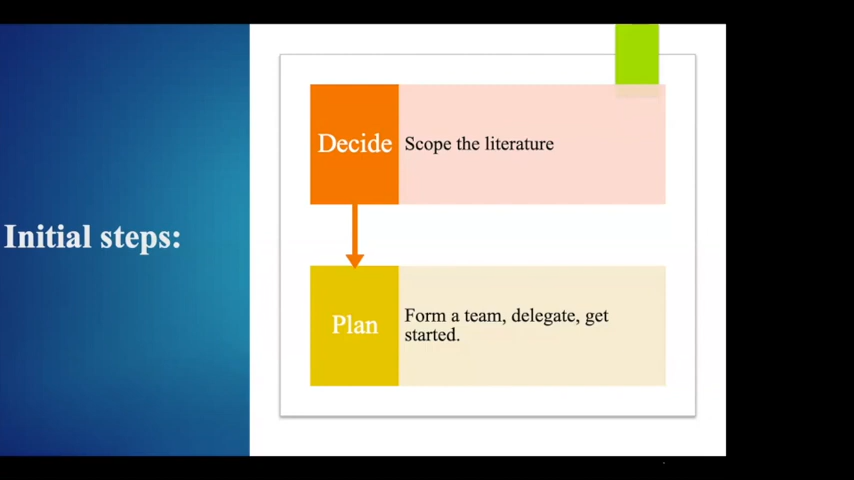 Initial steps:
Decide
Scope the literature
Plan
Form a team, delegate, get
started.